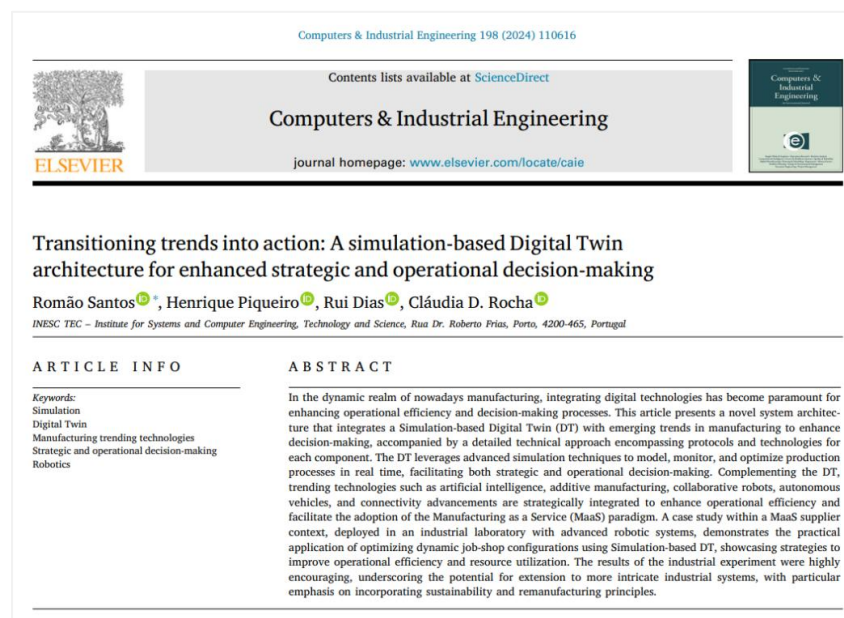 Computers & Industrial Engineering 198 (2024) 110616
Contents lists available at ScienceDirect
Computers & Industrial Engineering
journal homepage: www.elsevier.com/locate/caie
ELSEVIER
Computers &
Industrial
Engineering
Transitioning trends into action: A simulation-based Digital Twin
architecture for enhanced strategic and operational decision-making
Romão Santos *, Henrique Piqueiro, Rui Dias, Cláudia D. Rocha
INESC TEC – Institute for Systems and Computer Engineering, Technology and Science, Rua Dr. Roberto Frias, Porto, 4200-465, Portugal
ARTICLE INFO
Keywords:
Simulation
Digital Twin
Manufacturing trending technologies
Strategic and operational decision-making
Robotics
ABSTRACT
In the dynamic realm of nowadays manufacturing, integrating digital technologies has become paramount for
enhancing operational efficiency and decision-making processes. This article presents a novel system architec-
ture that integrates a Simulation-based Digital Twin (DT) with emerging trends in manufacturing to enhance
decision-making, accompanied by a detailed technical approach encompassing protocols and technologies for
each component. The DT leverages advanced simulation techniques to model, monitor, and optimize production
processes in real time, facilitating both strategic and operational decision-making. Complementing the DT,
trending technologies such as artificial intelligence, additive manufacturing, collaborative robots, autonomous
vehicles, and connectivity advancements are strategically integrated to enhance operational efficiency and
facilitate the adoption of the Manufacturing as a Service (MaaS) paradigm. A case study within a MaaS supplier
context, deployed in an industrial laboratory with advanced robotic systems, demonstrates the practical
application of optimizing dynamic job-shop configurations using Simulation-based DT, showcasing strategies to
improve operational efficiency and resource utilization. The results of the industrial experiment were highly
encouraging, underscoring the potential for extension to more intricate industrial systems, with particular
emphasis on incorporating sustainability and remanufacturing principles.